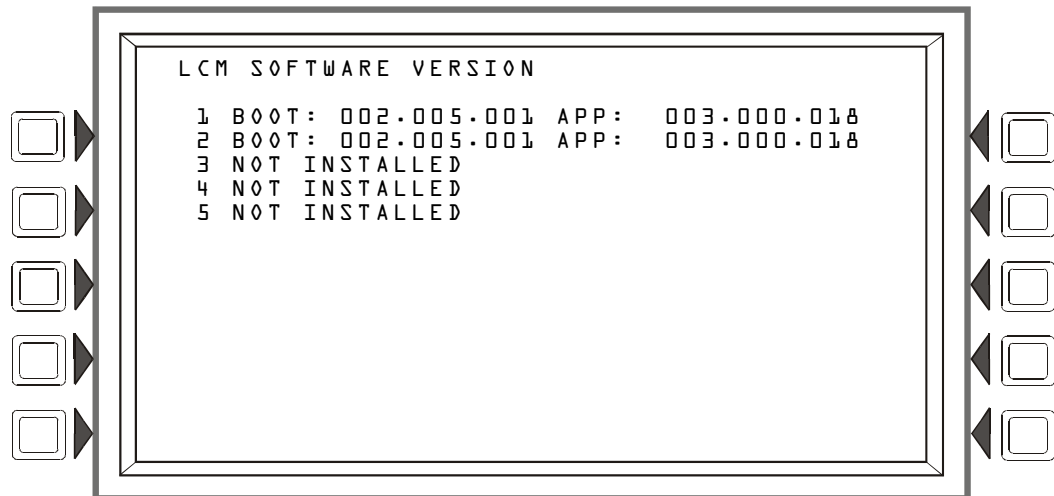 LCM SOFTWARE VERSION
1 BOOT: 002.005.001 APP: 003.000.018
2 BOOT: 002.005.001 APP: 003.000.018
3 NOT INSTALLED
4 NOT INSTALLED
5 NOT INSTALLED